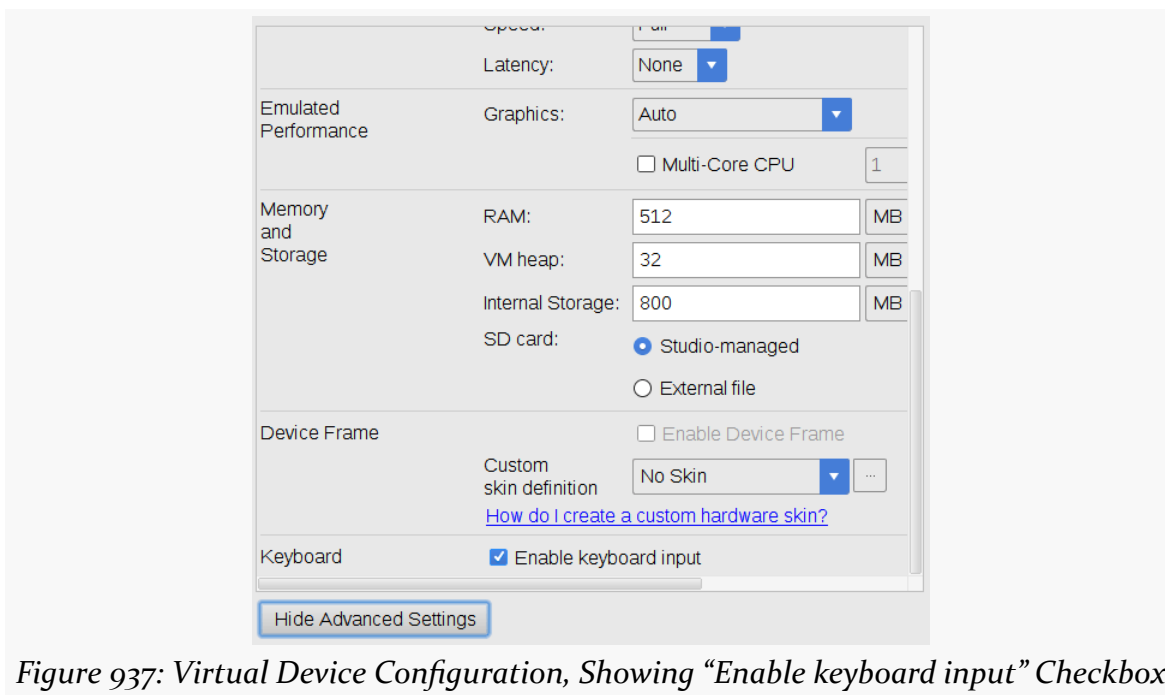 Speed: Full
Latency: None
Emulated
Performance
Graphics: Auto
Multi-Core CPU 1
Memory
and
Storage
RAM: 512 MB
VM heap: 32 MB
Internal Storage: 800 MB
SD card: Studio-managed
External file
Device Frame
Enable Device Frame
Custom
skin definition
No Skin ...
How do I create a custom hardware skin?
Keyboard Enable keyboard input
Hide Advanced Settings
Figure 937: Virtual Device Configuration, Showing “Enable keyboard input” Checkbox